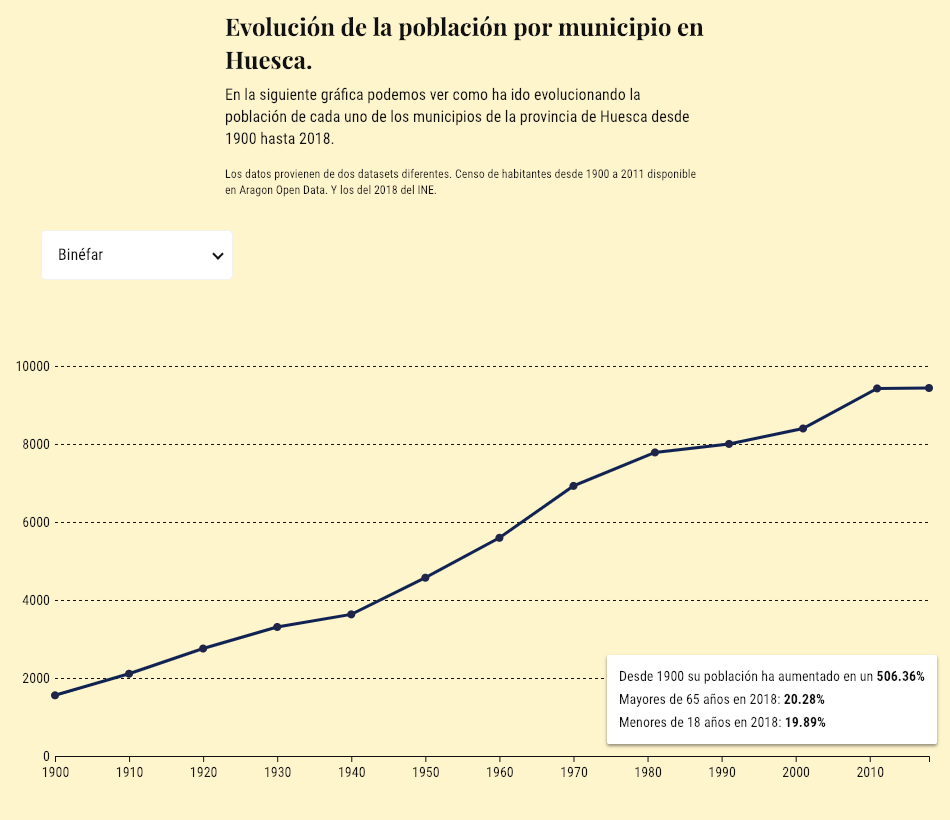 Evolución de la población por municipio en
Huesca.
En la siguiente gráfica podemos ver como ha ido evolucionando la
población de cada uno de los municipios de la provincia de Huesca desde
1900 hasta 2018.
Los datos provienen de dos datasets diferentes. Censo de habitantes desde 1900 a 2011 disponible
en Aragon Open Data. Y los del 2018 del INE.
Binéfar
10000
8000
6000
4000
2000
0
Desde 1900 su población ha aumentado en un 506.36%
Mayores de 65 años en 2018: 20.28%
Menores de 18 años en 2018: 19.89%
1900 1910 1920 1930 1940 1950 1960 1970 1980 1990 2000 2010